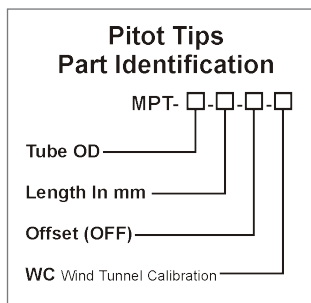 Pitot Tips
Part Identification
MPT-□-□-□-□
Tube OD
Length In mm
Offset (OFF)
WC Wind Tunnel Calibration